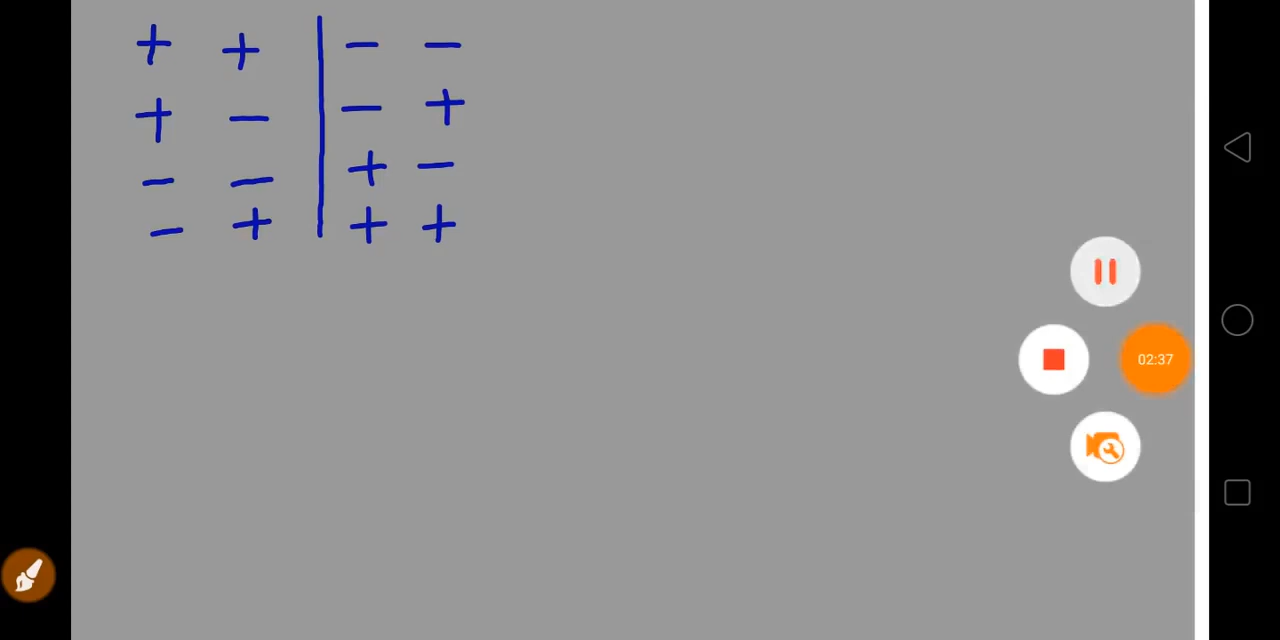 + + | − −
+ − | − +
− − | + −
− + | + +
02:37